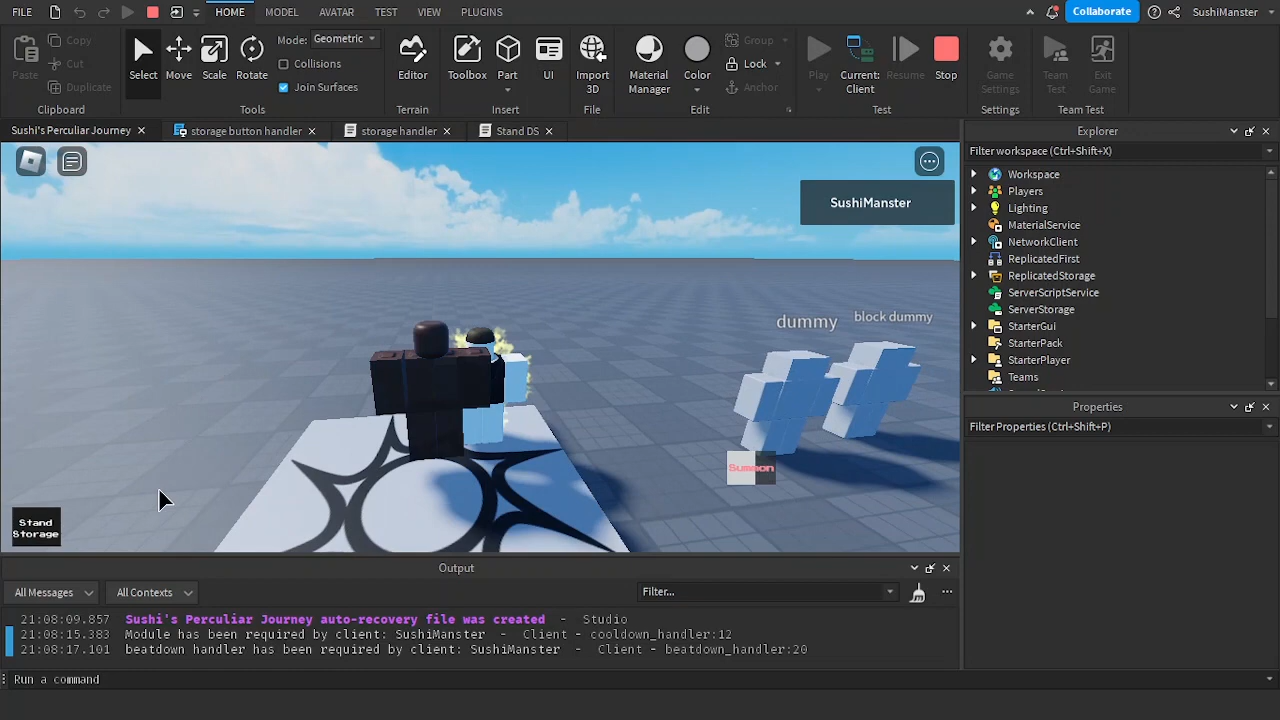 FILE HOME MODEL AVATAR TEST VIEW PLUGINS Collaborate SushiManster
Paste Copy Cut Duplicate Clipboard
Select Move Scale Rotate Mode: Geometric Collisions Join Surfaces Tools
Editor Terrain
Toolbox Part UI Insert
Import 3D File
Material Manager Color Group Lock Anchor Edit
Play Current: Client Resume Stop Test
Game Settings Settings
Team Test Exit Game Team Test
Sushi's Perculiar Journey storage button handler storage handler Stand DS
SushiManster
dummy block dummy
Summon
Stand
Storage
Explorer
Filter workspace (Ctrl+Shift+X)
Workspace
Players
Lighting
MaterialService
NetworkClient
ReplicatedFirst
ReplicatedStorage
ServerScriptService
ServerStorage
StarterGui
StarterPack
StarterPlayer
Teams
Properties
Filter Properties (Ctrl+Shift+P)
Output
All Messages All Contexts Filter...
21:08:09.857 Sushi's Perculiar Journey auto-recovery file was created - Studio
21:08:15.383 Module has been required by client: SushiManster - Client - cooldown_handler:12
21:08:17.101 beatdown handler has been required by client: SushiManster - Client - beatdown_handler:20
Run a command